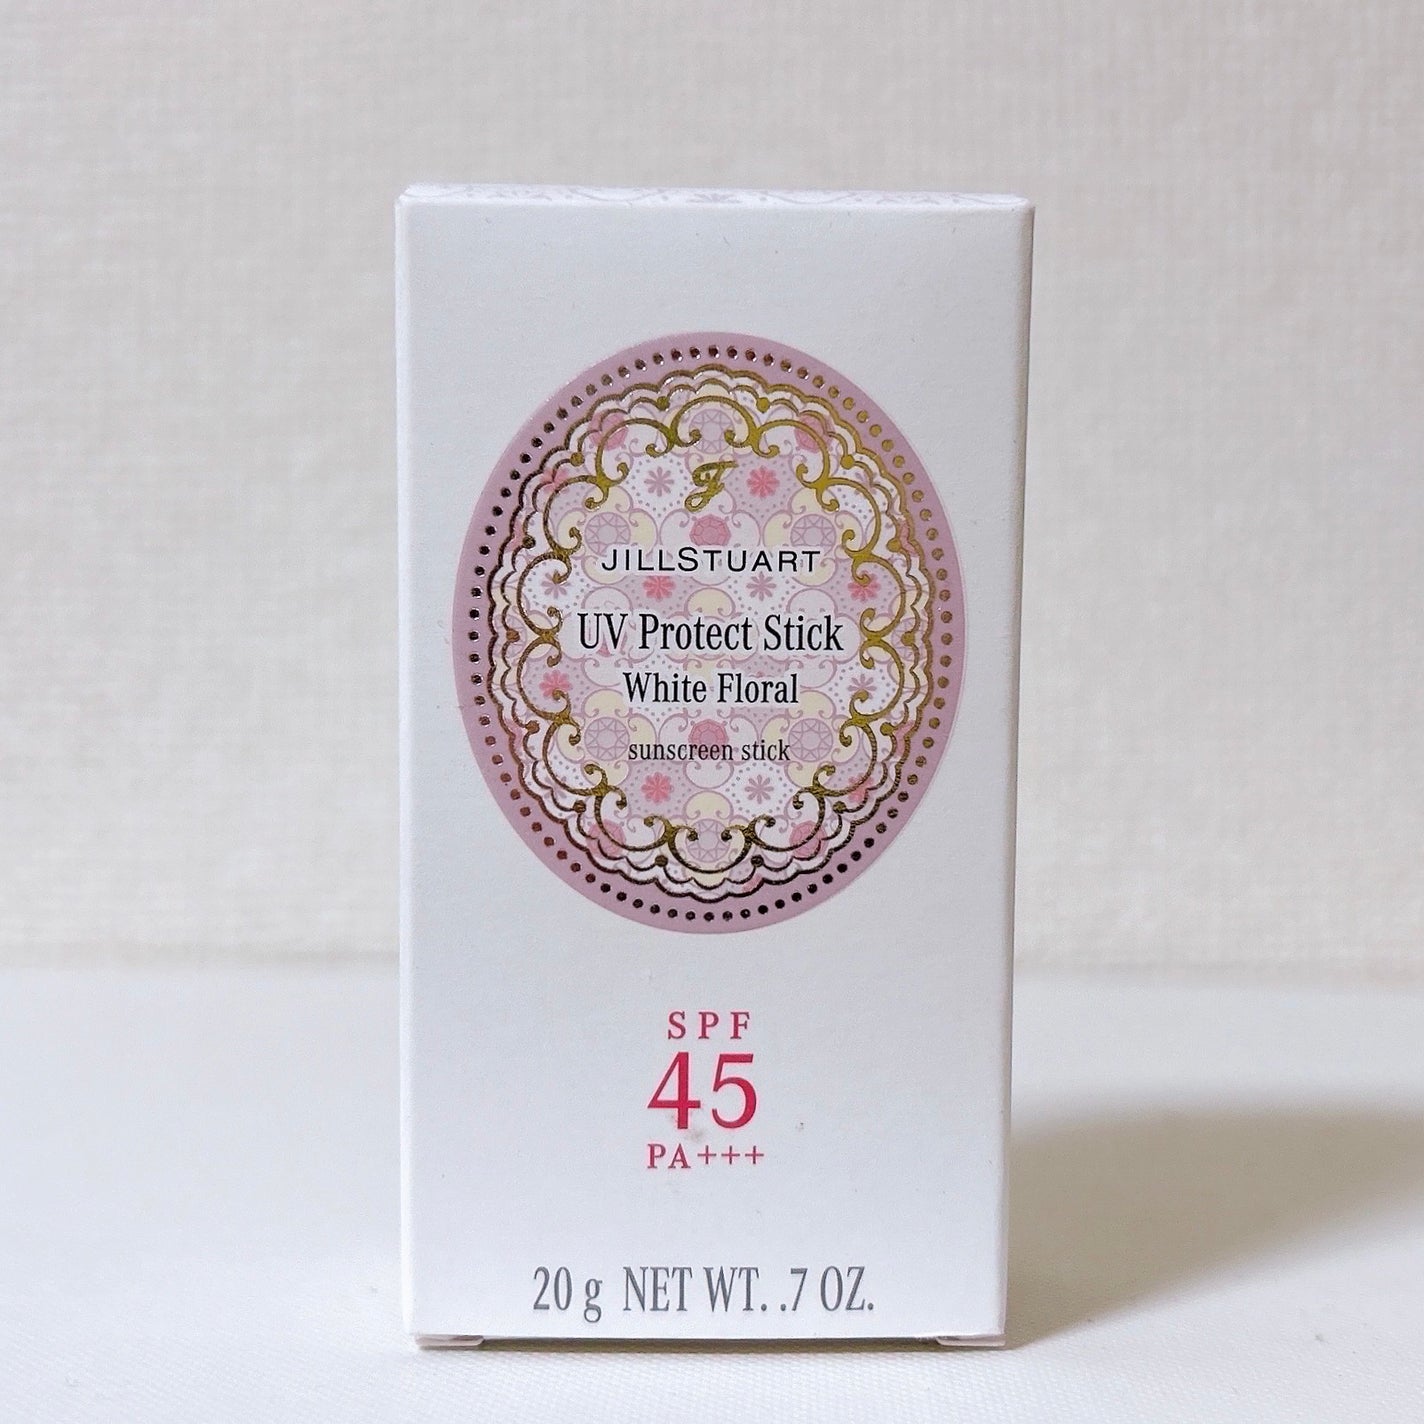 JILLSTUART
UV Protect Stick
White Floral
sunscreen stick
SPF
45
PA+++
20 g NET WT. .7 OZ.